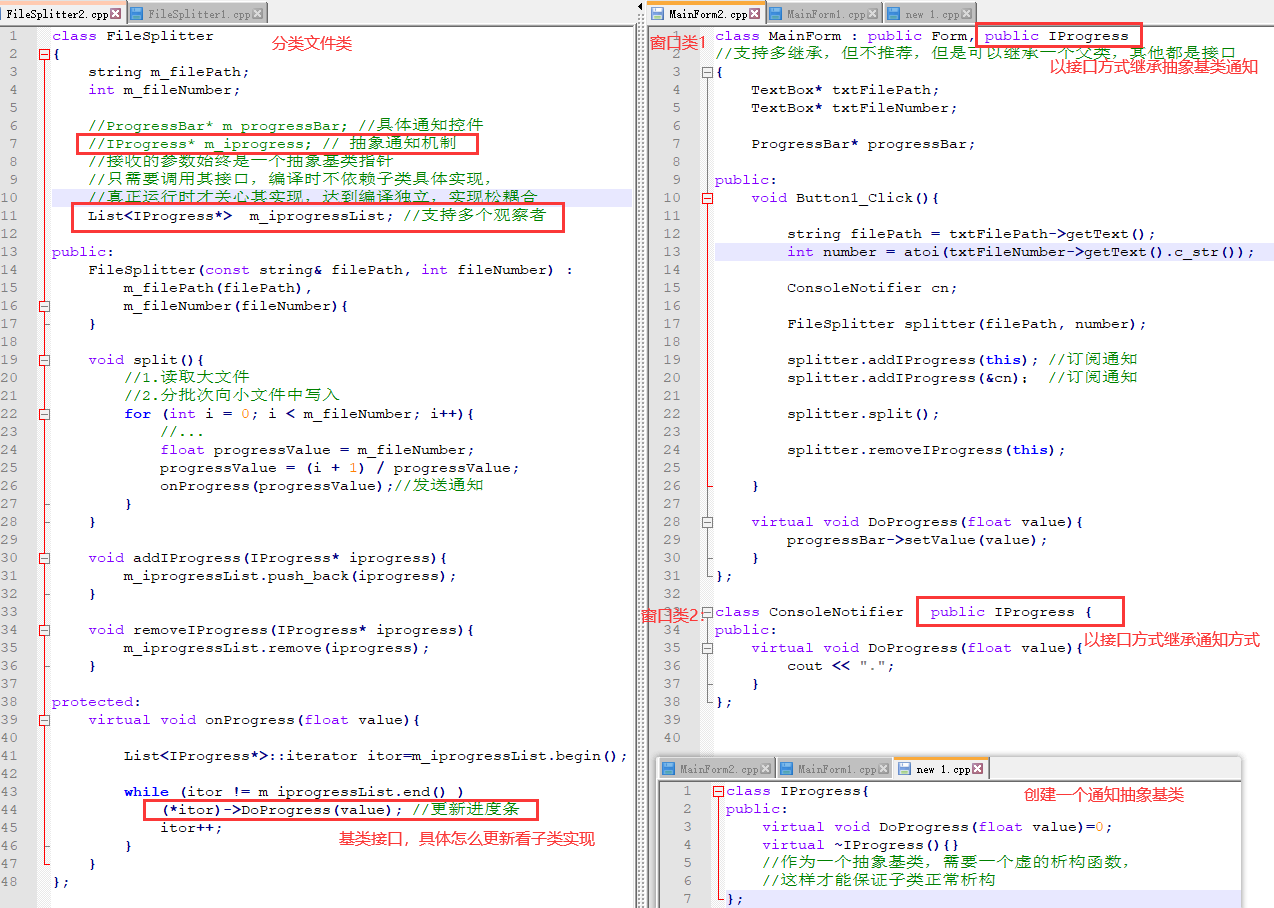 FileSplitter2.cpp FileSplitter1.cpp
1 class FileSplitter
分类文件类
2 {
3 string m_filePath;
4 int m_fileNumber;
5
6 //ProgressBar* m_progressBar; //具体通知控件
7 //IProgress* m_iprogress; // 抽象通知机制
8 //接收的参数始终是一个抽象基类指针
9 //只需要调用其接口，编译时不依赖子类具体实现，
10 //真正运行时才关心其实现，达到编译独立，实现松耦合
11 List<IProgress*>  m_iprogressList; //支持多个观察者
12
13 public:
14 FileSplitter(const string& filePath, int fileNumber) :
15 m_filePath(filePath),
16 m_fileNumber(fileNumber){
17 }
18
19 void split(){
20 //1.读取大文件
21 //2.分批次向小文件中写入
22 for (int i = 0; i < m_fileNumber; i++){
23 //...
24 float progressValue = m_fileNumber;
25 progressValue = (i + 1) / progressValue;
26 onProgress(progressValue);//发送通知
27 }
28 }
29
30 void addIProgress(IProgress* iprogress){
31 m_iprogressList.push_back(iprogress);
32 }
33
34 void removeIProgress(IProgress* iprogress){
35 m_iprogressList.remove(iprogress);
36 }
37
38 protected:
39 virtual void onProgress(float value){
40
41 List<IProgress*>::iterator itor=m_iprogressList.begin();
42
43 while (itor != m_iprogressList.end() )
44 (*itor)->DoProgress(value); //更新进度条
45 itor++;
基类接口，具体怎么更新看子类实现
46 }
47 }
48 };
MainForm2.cpp MainForm1.cpp new 1.cpp
窗口类1
1 class MainForm : public Form, public IProgress
2 //支持多继承，但不推荐，但是可以继承一个父类，其他都是接口
以接口方式继承抽象基类通知
3 {
4 TextBox* txtFilePath;
5 TextBox* txtFileNumber;
6
7 ProgressBar* progressBar;
8
9 public:
10 void Button1_Click(){
11
12 string filePath = txtFilePath->getText();
13 int number = atoi(txtFileNumber->getText().c_str());
14
15 ConsoleNotifier cn;
16
17 FileSplitter splitter(filePath, number);
18
19 splitter.addIProgress(this); //订阅通知
20 splitter.addIProgress(&cn); //订阅通知
21
22 splitter.split();
23
24 splitter.removeIProgress(this);
25
26 }
27
28 virtual void DoProgress(float value){
29 progressBar->setValue(value);
30 }
31 };
32
窗口类2
33 class ConsoleNotifier public IProgress {
34 public:
以接口方式继承通知方式
35 virtual void DoProgress(float value){
36 cout << ".";
37 }
38 };
39
40
MainForm2.cpp MainForm1.cpp new 1.cpp
1 class IProgress{
创建一个通知抽象基类
2 public:
3 virtual void DoProgress(float value)=0;
4 virtual ~IProgress(){}
5 //作为一个抽象基类，需要一个虚的析构函数，
6 //这样才能保证子类正常析构
7 };